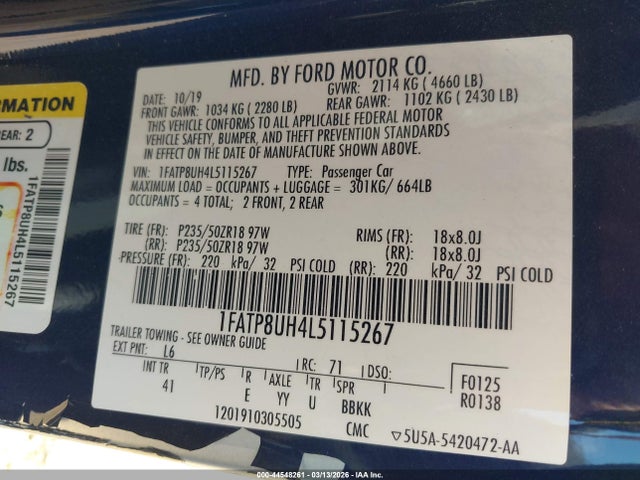 ORMATION
EAR: 2
lbs.
1FATP8UH4L5115267
MFD. BY FORD MOTOR CO.
DATE: 10/19 GVWR: 2114 KG ( 4660 LB)
FRONT GAWR: 1034 KG ( 2280 LB) REAR GAWR: 1102 KG ( 2430 LB)
THIS VEHICLE CONFORMS TO ALL APPLICABLE FEDERAL MOTOR
VEHICLE SAFETY, BUMPER, AND THEFT PREVENTION STANDARDS
IN EFFECT ON THE DATE OF MANUFACTURE SHOWN ABOVE.
VIN: 1FATP8UH4L5115267 TYPE: Passenger Car
MAXIMUM LOAD = OCCUPANTS + LUGGAGE = 301KG/ 664LB
OCCUPANTS = 4 TOTAL; 2 FRONT, 2 REAR
TIRE (FR): P235/50ZR18 97W RIMS (FR): 18x8.0J
(RR): P235/50ZR18 97W (RR): 18x8.0J
PRESSURE (FR): 220 kPa/ 32 PSI COLD (RR): 220 kPa/ 32 PSI COLD
1FATP8UH4L5115267
TRAILER TOWING - SEE OWNER GUIDE
EXT PNT: L6 RC: 71 DSO:
INT TR TP/PS R AXLE TR SPR
41 E YY U BBKK
F0125
R0138
1201910305505 CMC ▽5U5A-5420472-AA
000-44548261 - 03/13/2026 - IAA Inc.